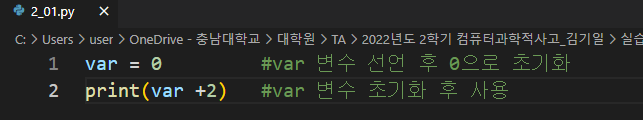 2_01.py
C: > Users > user > OneDrive - 충남대학교 > 대학원 > TA > 2022년도 2학기 컴퓨터과학적사고_김기일 > 실습
1 var = 0 #var 변수 선언 후 0으로 초기화
2 print(var +2) #var 변수 초기화 후 사용